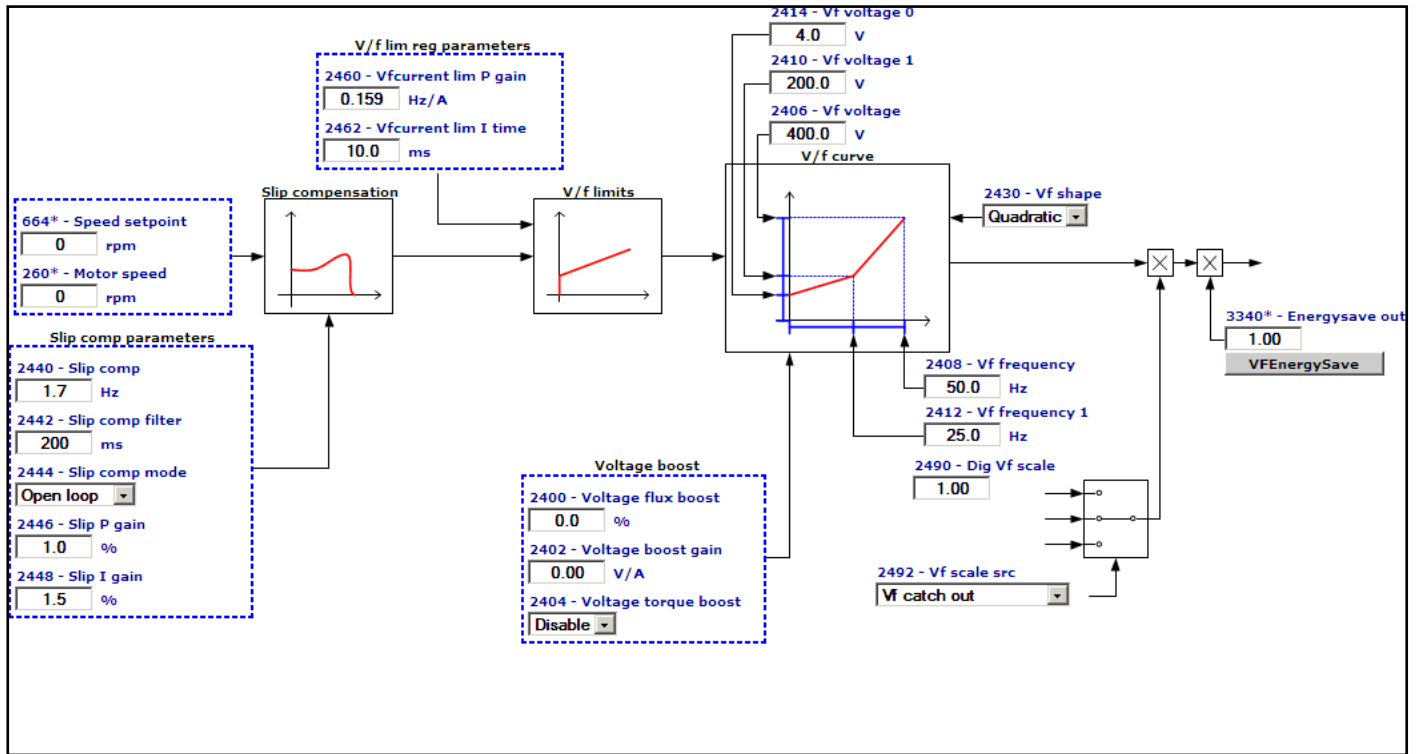 2414 - Vf voltage 0
4.0 V
2410 - Vf voltage 1
200.0 V
2406 - Vf voltage
400.0 V
V/f curve
V/f lim reg parameters
2460 - Vfcurrent lim P gain
0.159 Hz/A
2462 - Vfcurrent lim I time
10.0 ms
Slip compensation
V/f limits
664* - Speed setpoint
0 rpm
260* - Motor speed
0 rpm
2430 - Vf shape
Quadratic
Slip comp parameters
2440 - Slip comp
1.7 Hz
2442 - Slip comp filter
200 ms
2444 - Slip comp mode
Open loop
2446 - Slip P gain
1.0 %
2448 - Slip I gain
1.5 %
3340* - Energysave out
1.00
VFEnergySave
2408 - Vf frequency
50.0 Hz
2412 - Vf frequency 1
25.0 Hz
Voltage boost
2400 - Voltage flux boost
0.0 %
2402 - Voltage boost gain
0.00 V/A
2404 - Voltage torque boost
Disable
2490 - Dig Vf scale
1.00
2492 - Vf scale src
Vf catch out